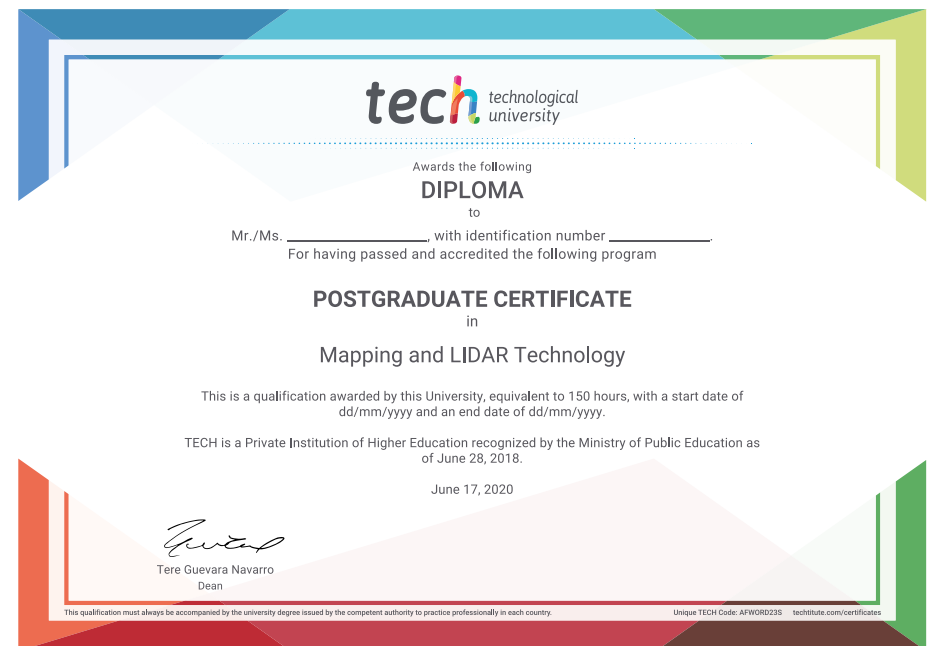 tech technological
university
Awards the following
DIPLOMA
to
Mr./Ms. ____________________, with identification number ______________.
For having passed and accredited the following program
POSTGRADUATE CERTIFICATE
in
Mapping and LIDAR Technology
This is a qualification awarded by this University, equivalent to 150 hours, with a start date of
dd/mm/yyyy and an end date of dd/mm/yyyy.
TECH is a Private Institution of Higher Education recognized by the Ministry of Public Education as
of June 28, 2018.
June 17, 2020
Tere Guevara Navarro
Dean
This qualification must always be accompanied by the university degree issued by the competent authority to practice professionally in each country.
Unique TECH Code: AFWORD23S techtitute.com/certificates